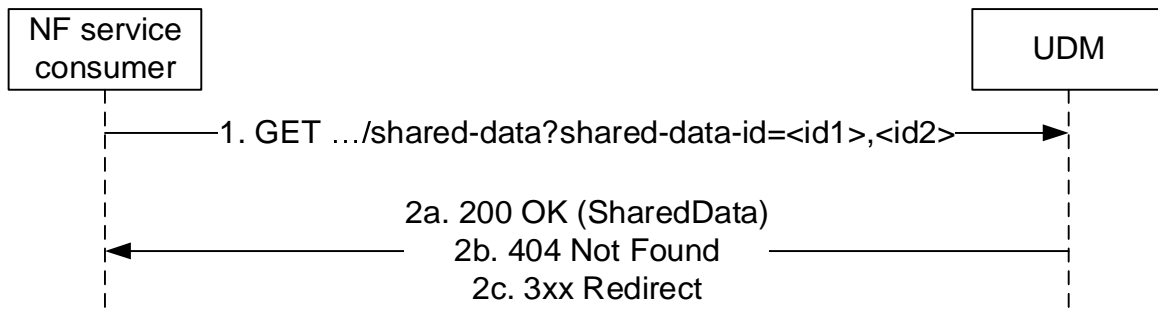 NF service
consumer
UDM
1. GET …/shared-data?shared-data-id=<id1>,<id2>
2a. 200 OK (SharedData)
2b. 404 Not Found
2c. 3xx Redirect